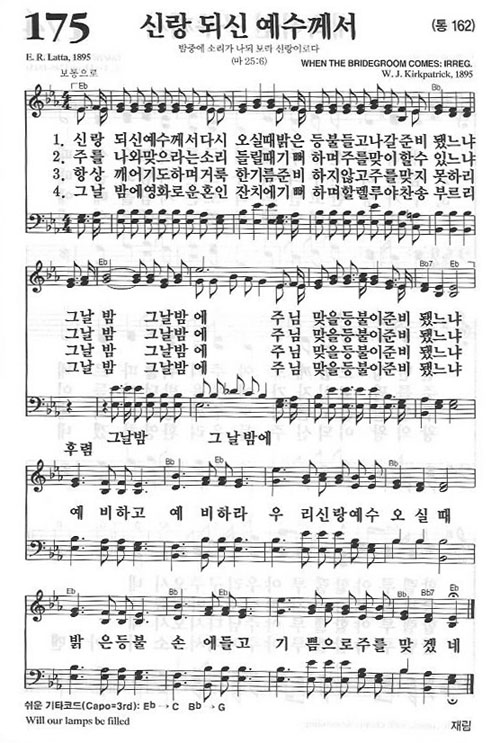 175 신랑 되신 예수께서 (통 162)
밤중에 소리가 나되 보라 신랑이로다
E. R. Latta, 1895 (마 25:6) WHEN THE BRIDEGROOM COMES: IRREG.
보통으로 W. J. Kirkpatrick, 1895
Eb Bb
1. 신랑 되신예수께서다시 오실때밝은 등불들고나갈준비 됐느냐
2. 주를 나와맞으라는소리 들릴때기뻐 하며주를맞이할수 있느냐
3. 항상 깨어기도하며거룩 한기름준비 하지않고주를맞지 못하리
4. 그날 밤에영화로운혼인 잔치에기뻐 하며할렐루야찬송 부르리
Eb Bb7 Eb
그날 밤 그날밤에 주님 맞을등불이준비 됐느냐
그날 밤 그날밤에 주님 맞을등불이준비 됐느냐
그날 밤 그날밤에 주님 맞을등불이준비 됐느냐
그날 밤 그날밤에 주님 맞을등불이준비 됐느냐
그날밤 그날밤에
후렴
Bb Eb Bb
예 비하고 예 비하라 우 리신랑예수 오 실 때
Eb Bb7 Eb Bb Bb7 Eb
밝 은등불 손 에들고 기 쁨으로주를 맞 겠 네
쉬운 기타코드(Capo=3rd): Eb→C Bb→G
Will our lamps be filled 재림